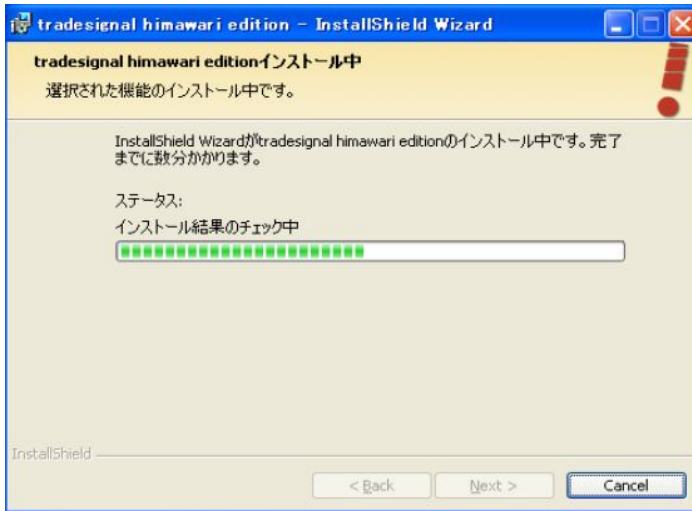 tradesignal himawari edition - InstallShield Wizard
tradesignal himawari editionインストール中
選択された機能のインストール中です。
InstallShield Wizardがtradesignal himawari editionのインストール中です。完了
までに数分かかります。
ステータス:
インストール結果のチェック中
InstallShield
< Back Next > Cancel